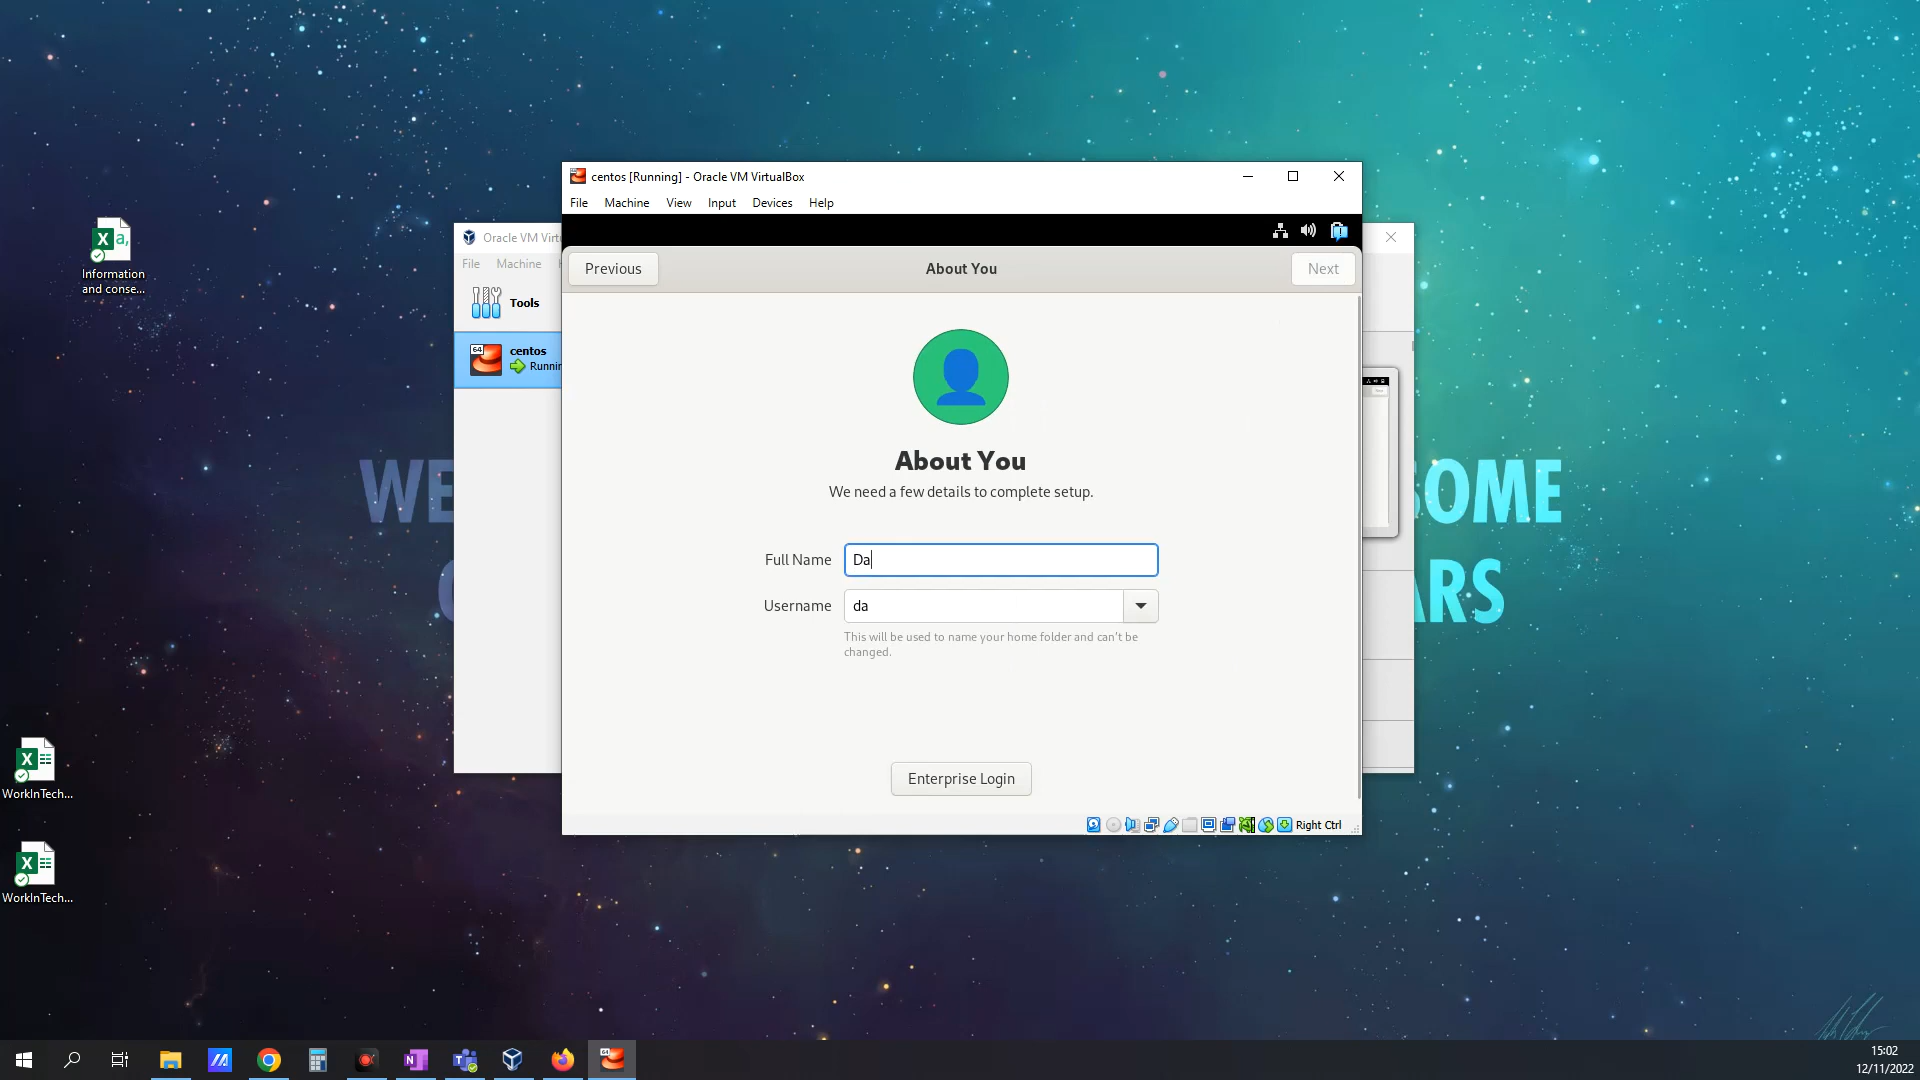 Information
and conse...
WorkInTech...
WorkInTech...
Oracle VM Virt
File Machine
Tools
64
centos
Runnin
centos [Running] - Oracle VM VirtualBox
File Machine View Input Devices Help
Previous
About You
Next
About You
We need a few details to complete setup.
Full Name
Da
Username
da
This will be used to name your home folder and can't be
changed.
Enterprise Login
Right Ctrl
WE
SOME
ARS
15:02
12/11/2022